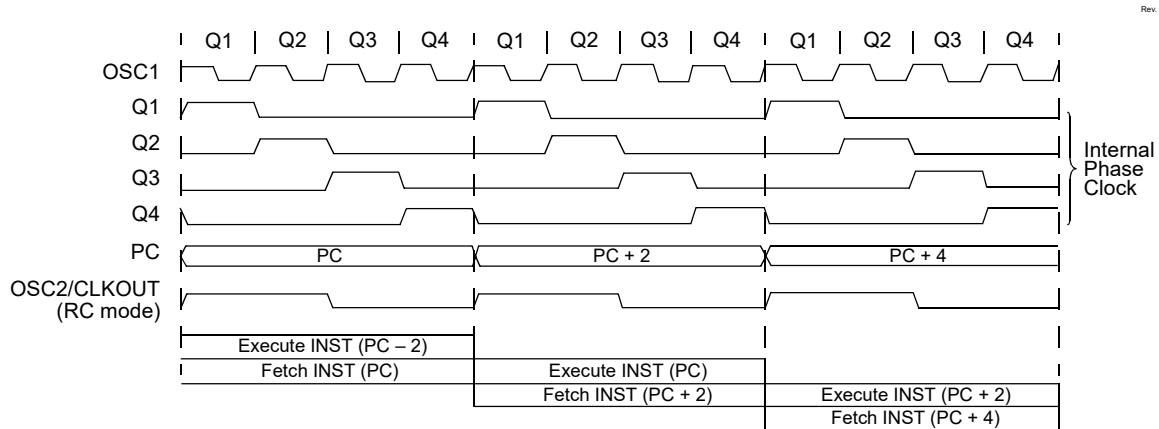 Rev.
Q1 Q2 Q3 Q4 Q1 Q2 Q3 Q4 Q1 Q2 Q3 Q4
OSC1
Q1
Q2
Q3
Q4
Internal
Phase
Clock
PC
PC PC + 2 PC + 4
OSC2/CLKOUT
(RC mode)
Execute INST (PC – 2)
Fetch INST (PC) Execute INST (PC)
Fetch INST (PC + 2) Execute INST (PC + 2)
Fetch INST (PC + 4)